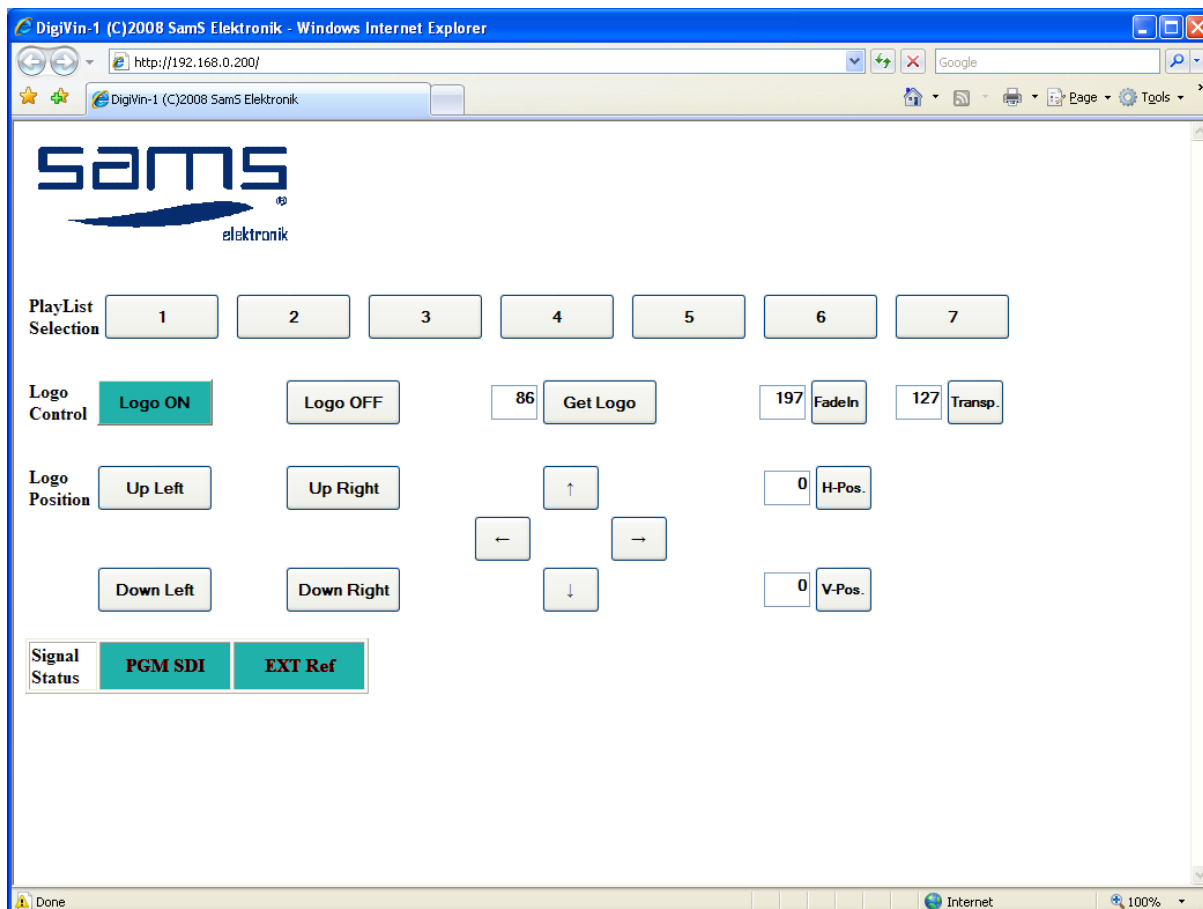 DigiVin-1 (C)2008 SamS Elektronik - Windows Internet Explorer
http://192.168.0.200/
Google
DigiVin-1 (C)2008 SamS Elektronik
Page
Tools
sams
®
elektronik
PlayList
Selection
1 2 3 4 5 6 7
Logo
Control
Logo ON Logo OFF 86 Get Logo 197 FadeIn 127 Transp.
Logo
Position
Up Left Up Right ↑ 0 H-Pos.
← →
Down Left Down Right ↓ 0 V-Pos.
Signal
Status
PGM SDI EXT Ref
Done Internet 100%